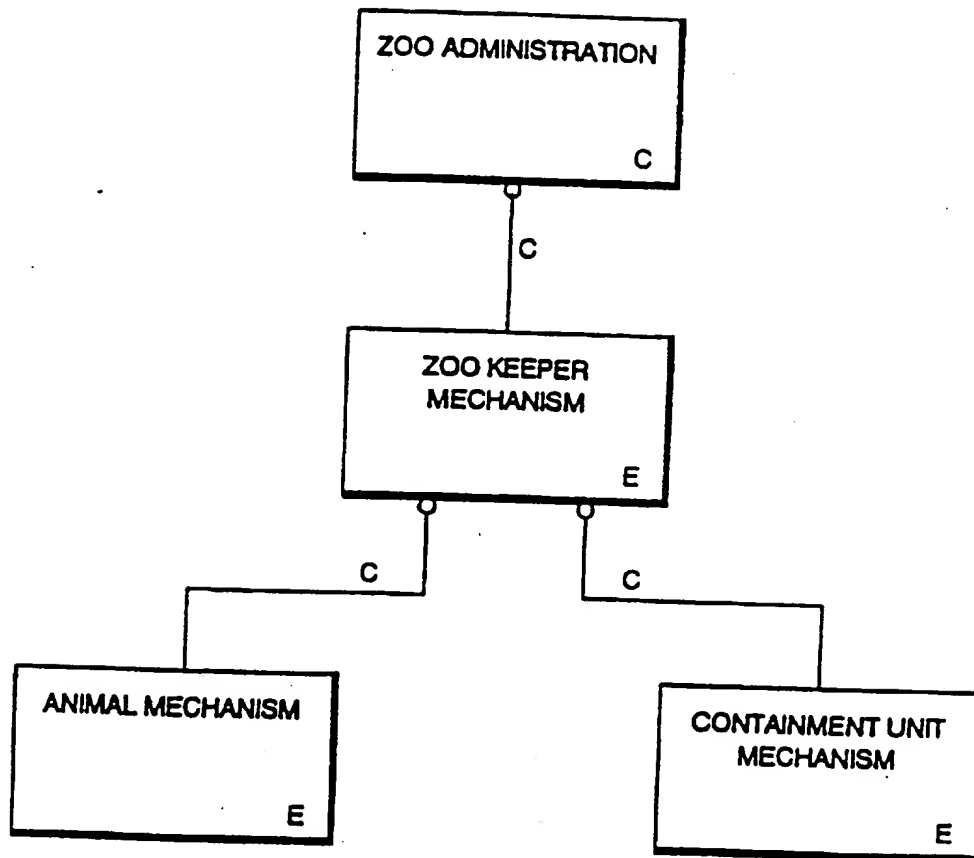 ZOO ADMINISTRATION
C
C
ZOO KEEPER
MECHANISM
E
C
C
ANIMAL MECHANISM
E
CONTAINMENT UNIT
MECHANISM
E